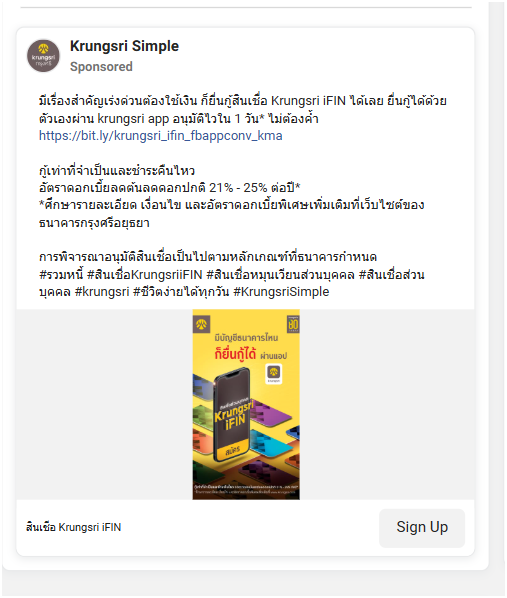 Krungsri Simple
Sponsored
มีเรื่องสำคัญเร่งด่วนต้องใช้เงิน ก็ยื่นกู้สินเชื่อ Krungsri iFIN ได้เลย ยื่นกู้ได้ด้วย
ตัวเองผ่าน krungsri app อนุมัติไวใน 1 วัน* ไม่ต้องค้ำ
https://bit.ly/krungsri_ifin_fbappconv_kma
กู้เท่าที่จำเป็นและชำระคืนไหว
อัตราดอกเบี้ยลดต้นลดดอกปกติ 21% - 25% ต่อปี*
*ศึกษารายละเอียด เงื่อนไข และอัตราดอกเบี้ยพิเศษเพิ่มเติมที่เว็บไซต์ของ
ธนาคารกรุงศรีอยุธยา
การพิจารณาอนุมัติสินเชื่อเป็นไปตามหลักเกณฑ์ที่ธนาคารกำหนด
#รวมหนี้ #สินเชื่อKrungsriiFIN #สินเชื่อหมุนเวียนส่วนบุคคล #สินเชื่อส่วน
บุคคล #krungsri #ชีวิตง่ายได้ทุกวัน #KrungsriSimple
krungsri
กรุงศรี
มีบัญชีธนาคารไหน
ก็ยื่นกู้ได้ ผ่านแอป
krungsri
สินเชื่อส่วนบุคคล
Krungsri
iFIN
สมัคร
สินเชื่อ Krungsri iFIN
Sign Up